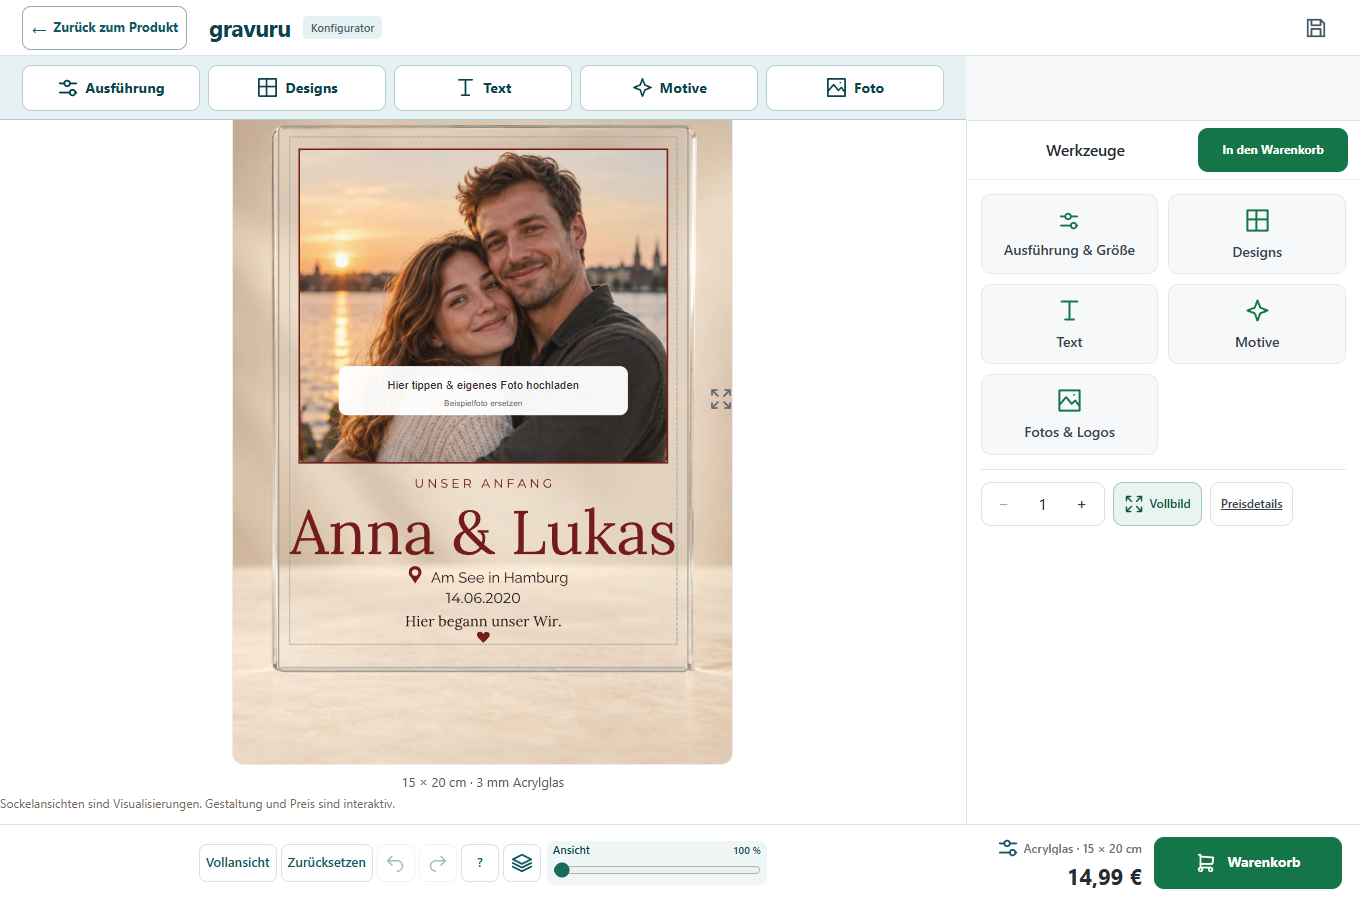 ← Zurück zum Produkt
gravuru
Konfigurator
Ausführung
Designs
Text
Motive
Foto
Werkzeuge
In den Warenkorb
Hier tippen & eigenes Foto hochladen
Beispielfoto ersetzen
UNSER ANFANG
Anna & Lukas
Am See in Hamburg
14.06.2020
Hier begann unser Wir.
15 × 20 cm · 3 mm Acrylglas
Sockelansichten sind Visualisierungen. Gestaltung und Preis sind interaktiv.
Ausführung & Größe
Designs
Text
Motive
Fotos & Logos
− 1 +
Vollbild
Preisdetails
Vollansicht
Zurücksetzen
?
Ansicht 100 %
Acrylglas · 15 × 20 cm
14,99 €
Warenkorb